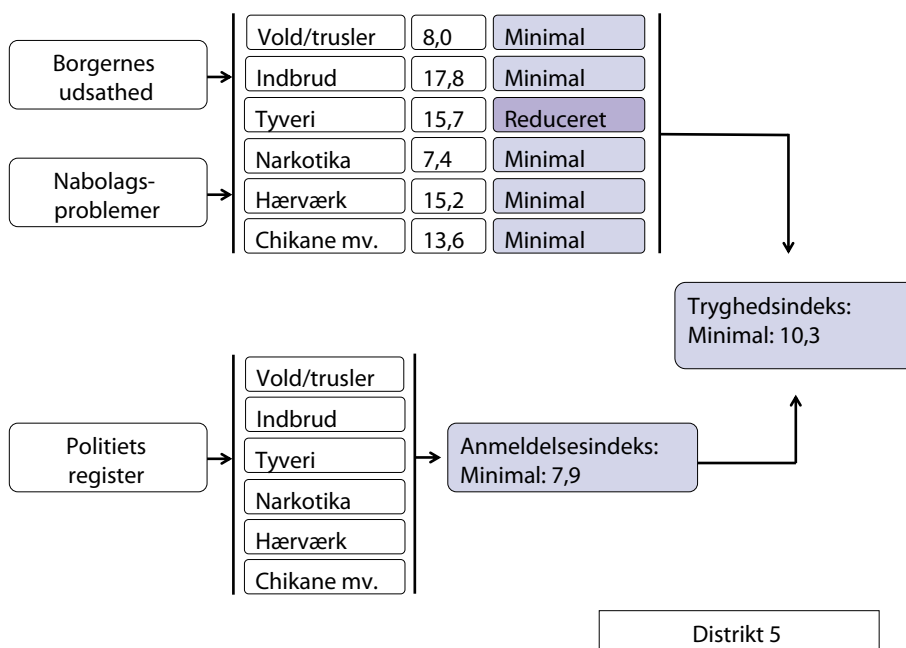 Borgernes
udsathed
Nabolags-
problemer
Vold/trusler 8,0 Minimal
Indbrud 17,8 Minimal
Tyveri 15,7 Reduceret
Narkotika 7,4 Minimal
Hærværk 15,2 Minimal
Chikane mv. 13,6 Minimal
Tryghedsindeks:
Minimal: 10,3
Politiets
register
Vold/trusler
Indbrud
Tyveri
Narkotika
Hærværk
Chikane mv.
Anmeldelsesindeks:
Minimal: 7,9
Distrikt 5